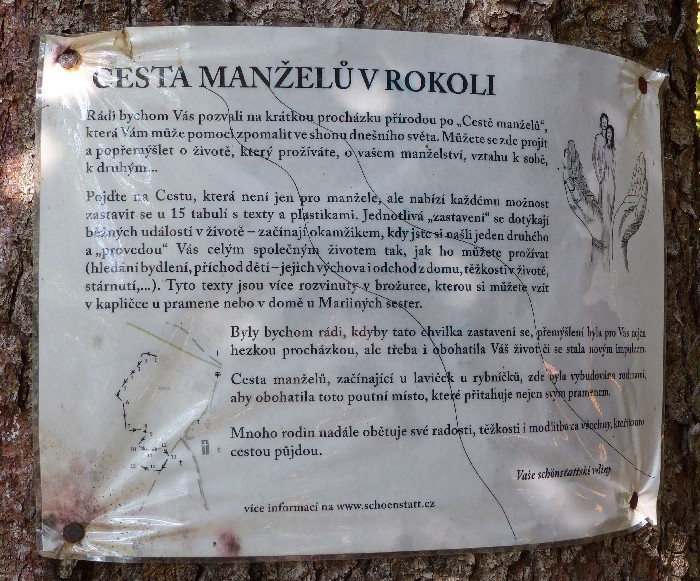 CESTA MANŽELŮ V ROKOLI
Rádi bychom Vás pozvali na krátkou procházku přírodou po „Cestě manželů“,
která Vám může pomoci zpomalit ve shonu dnešního světa. Můžete se zde projít
a popřemýšlet o životě, který prožíváte, o vašem manželství, vztahu k sobě,
k druhým...
Pojďte na Cestu, která není jen pro manžele, ale nabízí každému možnost
zastavit se u 15 tabulí s texty a plastikami. Jednotlivá „zastavení“ se dotýkají
běžných událostí v životě – začínají okamžikem, kdy jste si našli jeden druhého
a „provedou“ Vás celým společným životem tak, jak ho můžete prožívat
(hledání bydlení, příchod dětí – jejich výchova i odchod z domu, těžkosti v životě,
stárnutí,...). Tyto texty jsou více rozvinuty v brožurce, kterou si můžete vzít
v kapličce u pramene nebo v domě u Mariiných sester.
Byly bychom rádi, kdyby tato chvilka zastavení se, přemýšlení byla pro Vás nejen
hezkou procházkou, ale třeba i obohatila Váš život či se stala novým impulzem.
Cesta manželů, začínající u laviček u rybníčků, zde byla vybudována rodinami,
aby obohatila toto poutní místo, které přitahuje nejen svým pramenem.
Mnoho rodin nadále obětuje své radosti, těžkosti i modlitbu za všechny, kteří touto
cestou půjdou.
Vaše schönstattské rodiny
více informací na www.schoenstatt.cz